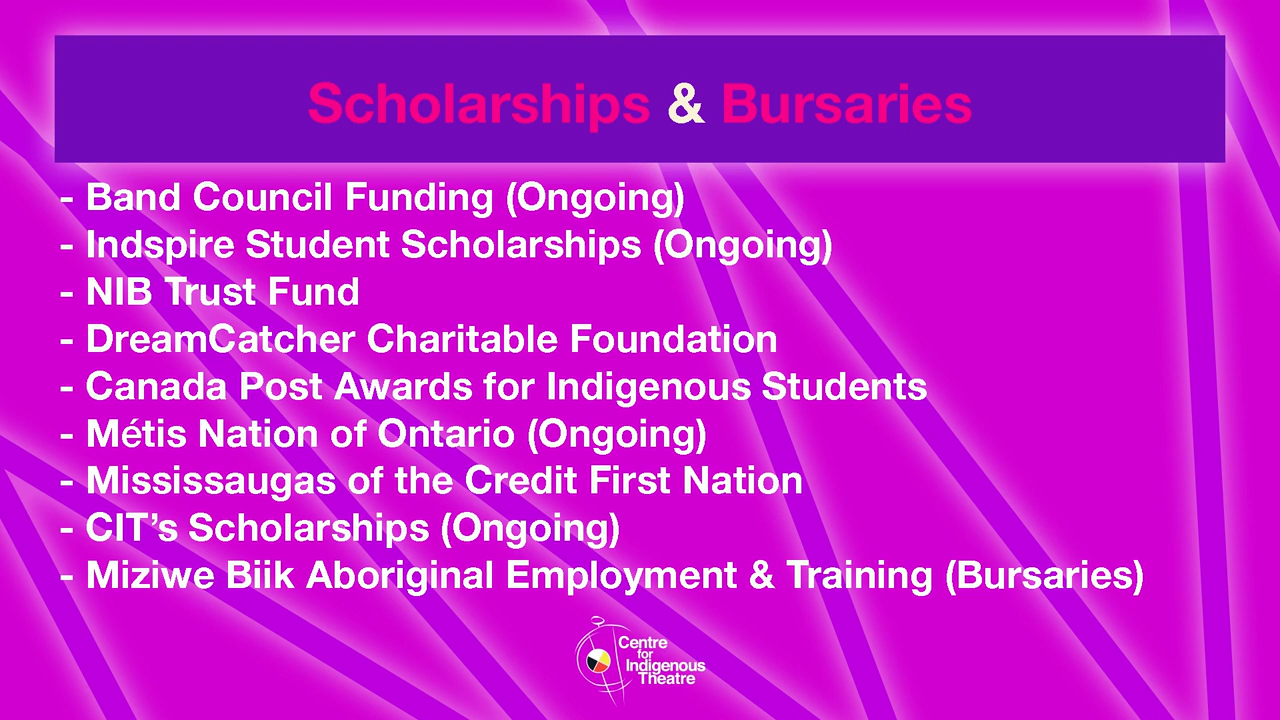 Scholarships & Bursaries
- Band Council Funding (Ongoing)
- Indspire Student Scholarships (Ongoing)
- NIB Trust Fund
- DreamCatcher Charitable Foundation
- Canada Post Awards for Indigenous Students
- Métis Nation of Ontario (Ongoing)
- Mississaugas of the Credit First Nation
- CIT’s Scholarships (Ongoing)
- Miziwe Biik Aboriginal Employment & Training (Bursaries)
Centre
for
Indigenous
Theatre